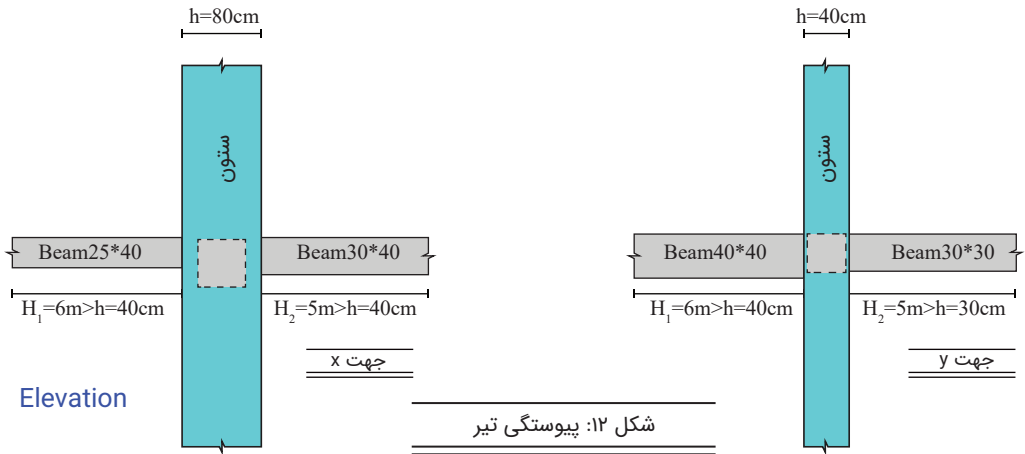 h=80cm
h=40cm
ستون
ستون
Beam25*40
Beam30*40
Beam40*40
Beam30*30
H₁=6m>h=40cm
H₂=5m>h=40cm
H₁=6m>h=40cm
H₂=5m>h=30cm
جهت x
جهت y
Elevation
شکل ۱۲: پیوستگی تیر